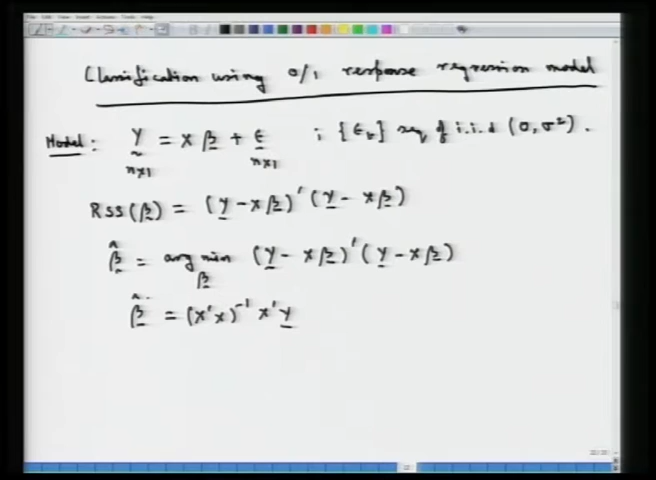 Classification using 0/1 response regression model
Model: Y = Xβ + ϵ ; {ϵₖ} seq of i.i.d (0, σ²).
n×1 n×1
RSS(β) = (Y - Xβ)' (Y - Xβ)
β̂ = arg min (Y - Xβ)' (Y - Xβ)
β
β̂ = (X'X)⁻¹ X'Y